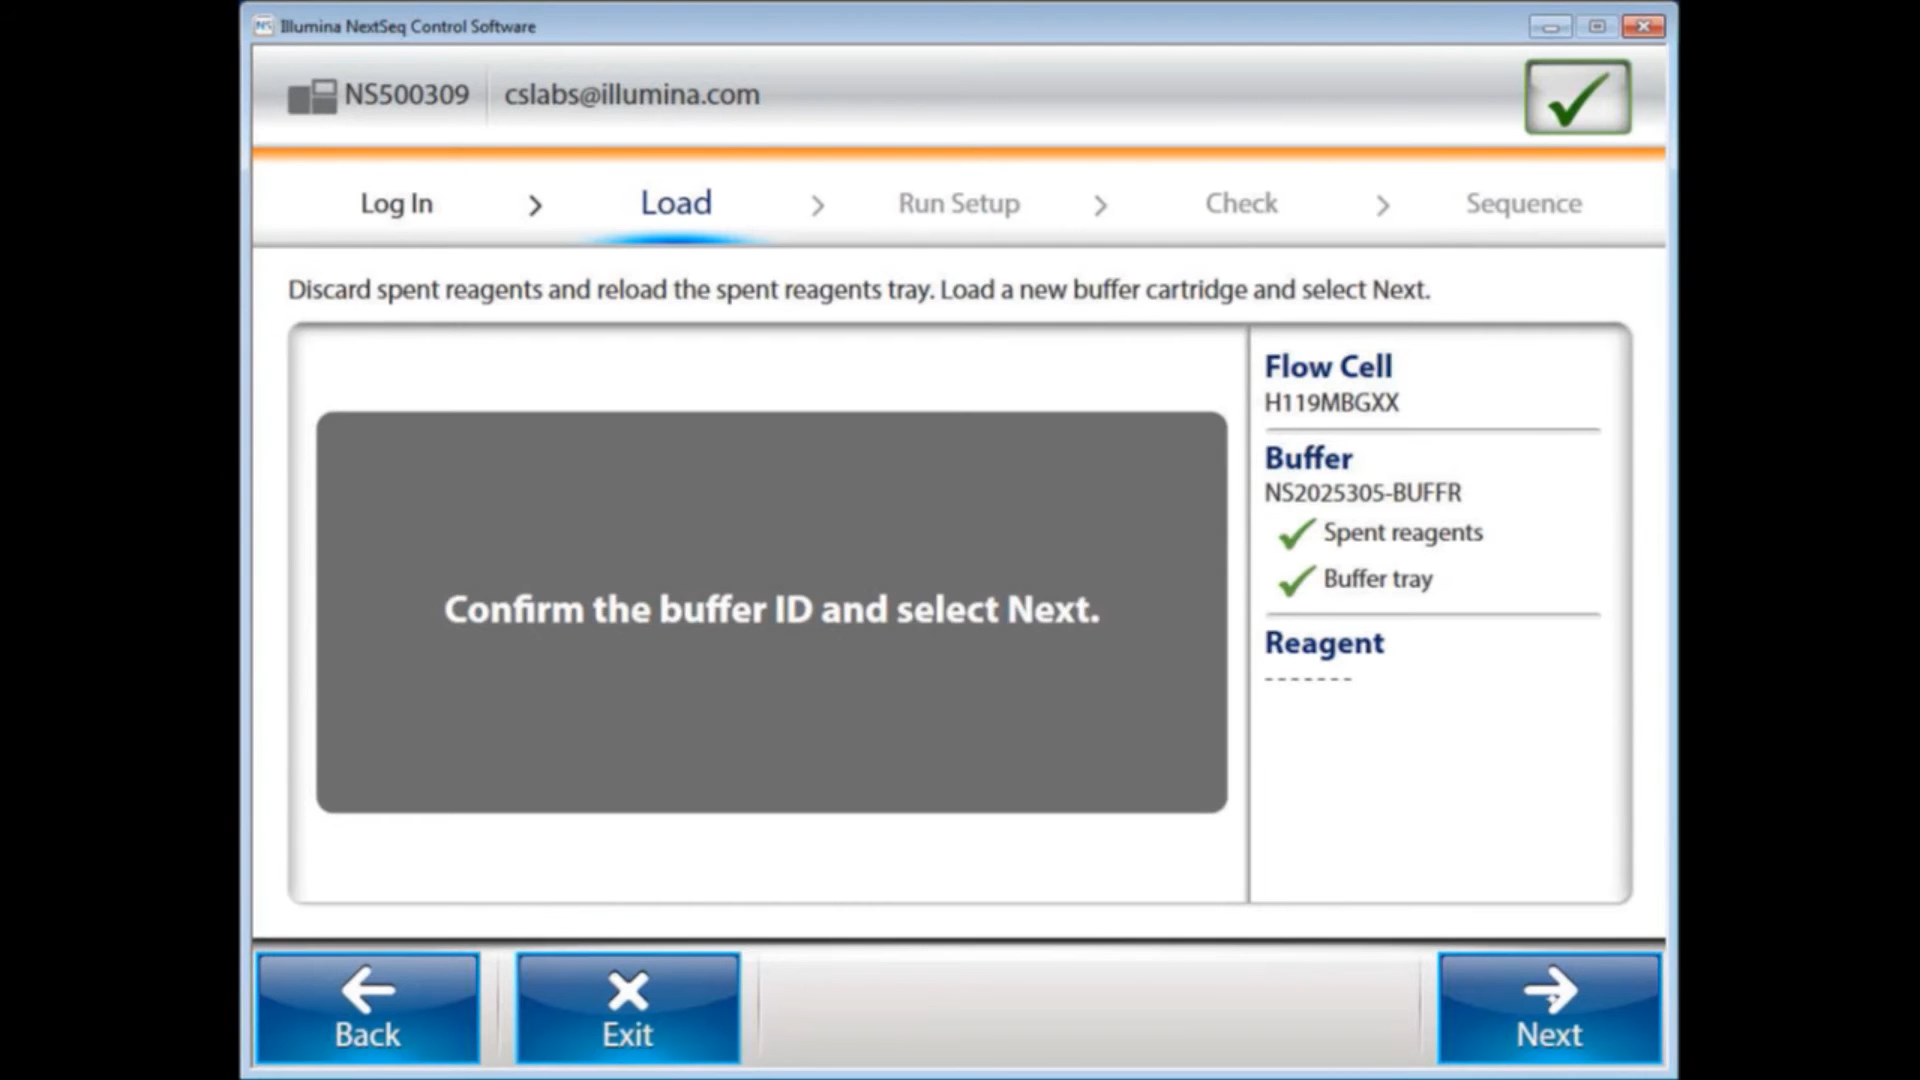 NS Illumina NextSeq Control Software
NS500309 cslabs@illumina.com
Log In > Load > Run Setup > Check > Sequence
Discard spent reagents and reload the spent reagents tray. Load a new buffer cartridge and select Next.
Confirm the buffer ID and select Next.
Flow Cell
H119MBGXX
Buffer
NS2025305-BUFFR
Spent reagents
Buffer tray
Reagent
-------
Back
Exit
Next